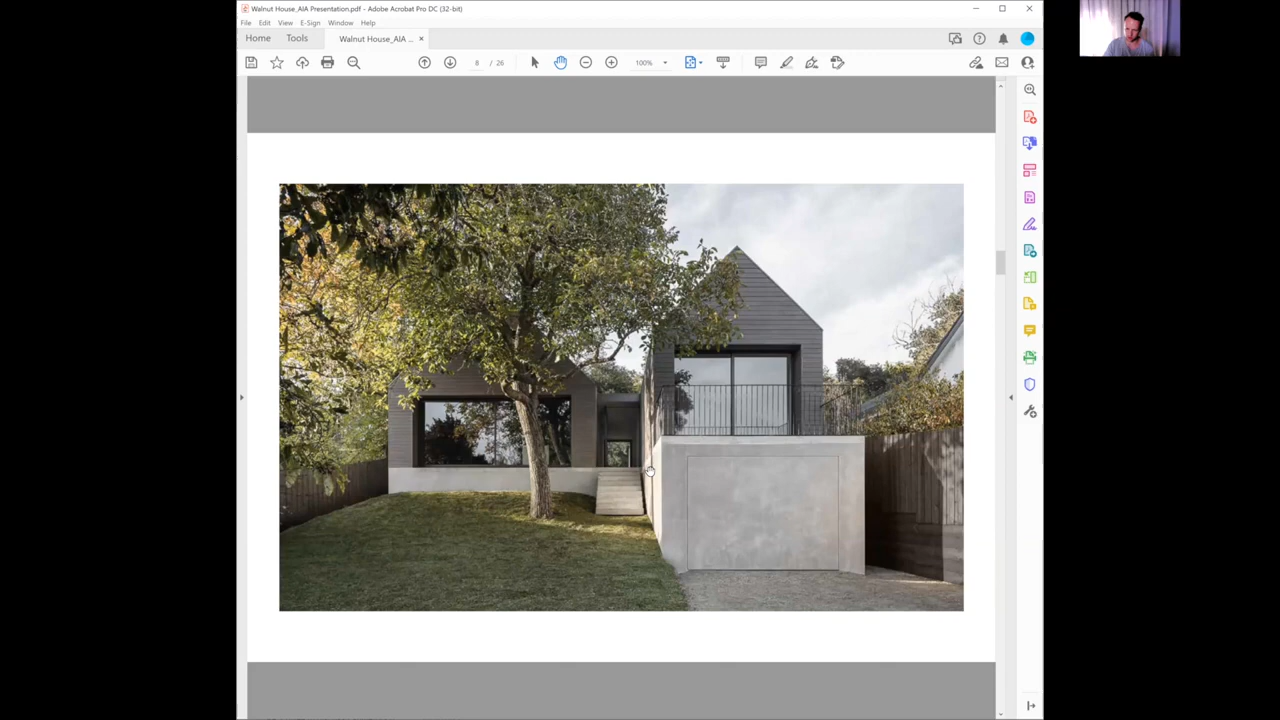 Walnut House_AIA Presentation.pdf - Adobe Acrobat Pro DC (32-bit)
File Edit View E-Sign Window Help
Home Tools Walnut House_AIA ...
8 / 26 100%